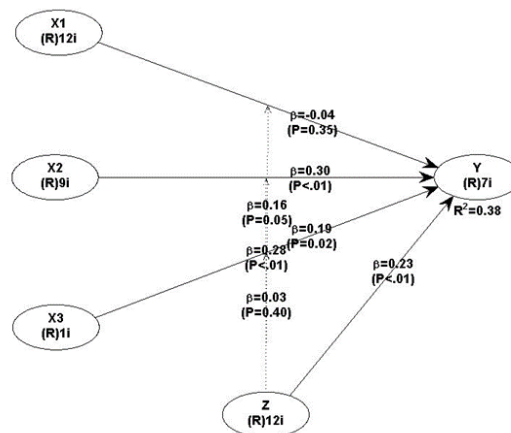 X1
(R)12i
β=-0.04
(P=0.35)
X2
(R)9i
β=0.30
(P<.01)
Y
(R)7i
R²=0.38
β=0.16
(P=0.05)
β=0.19
(P=0.02)
β=0.28
(P<.01)
β=0.23
(P<.01)
β=0.03
(P=0.40)
X3
(R)1i
Z
(R)12i